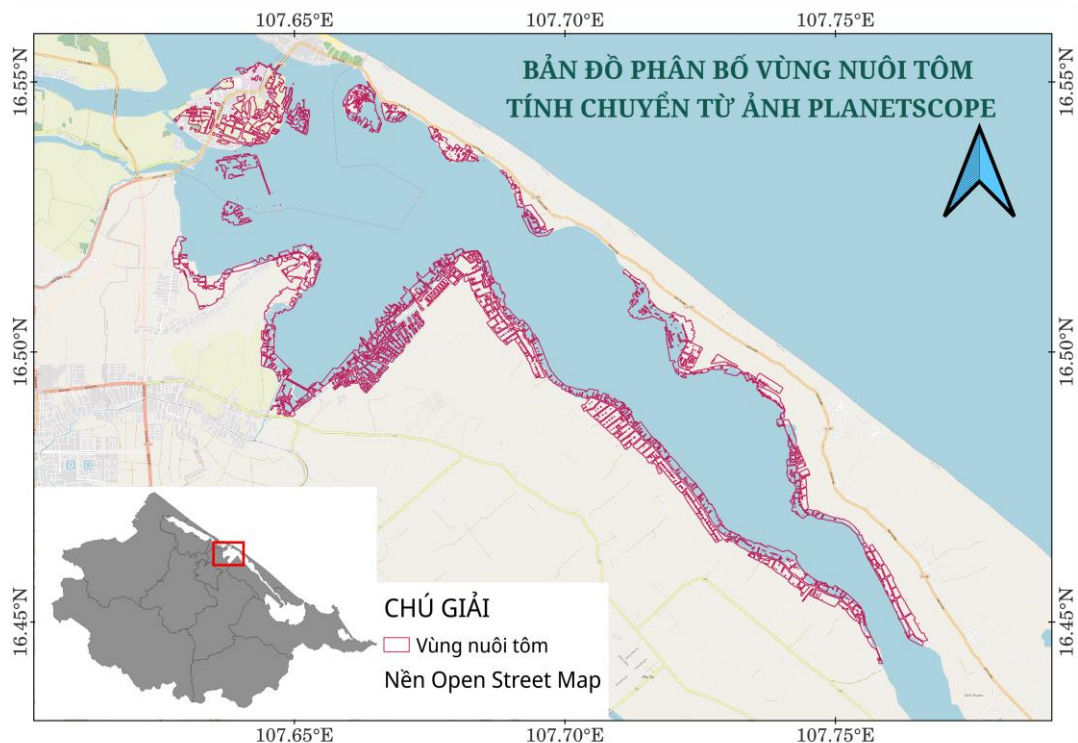 107.65°E 107.70°E 107.75°E
BẢN ĐỒ PHÂN BỐ VÙNG NUÔI TÔM
TÍNH CHUYỂN TỪ ẢNH PLANETSCOPE
16.55°N 16.55°N
16.50°N 16.50°N
16.45°N 16.45°N
CHÚ GIẢI
Vùng nuôi tôm
Nền Open Street Map
107.65°E 107.70°E 107.75°E